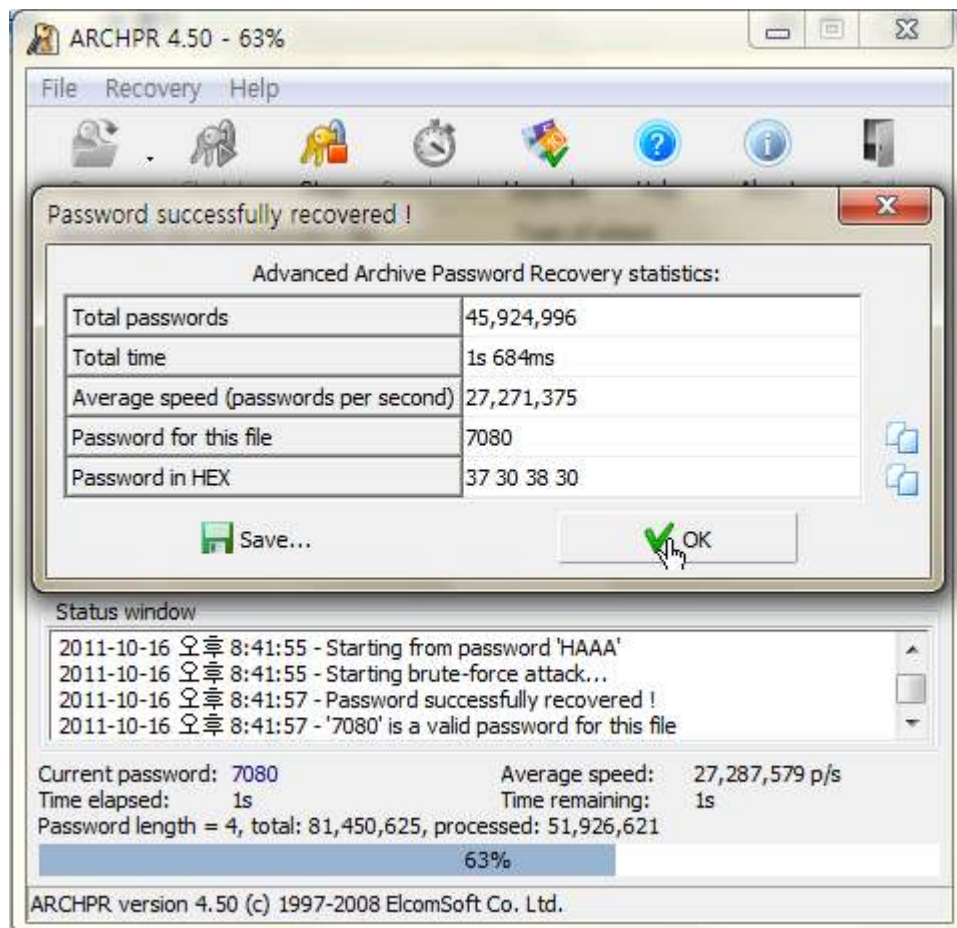 ARCHPR 4.50 - 63%
File Recovery Help
Password successfully recovered !
Advanced Archive Password Recovery statistics:
Total passwords 45,924,996
Total time 1s 684ms
Average speed (passwords per second) 27,271,375
Password for this file 7080
Password in HEX 37 30 38 30
Save... OK
Status window
2011-10-16 오후 8:41:55 - Starting from password 'HAAA'
2011-10-16 오후 8:41:55 - Starting brute-force attack...
2011-10-16 오후 8:41:57 - Password successfully recovered !
2011-10-16 오후 8:41:57 - '7080' is a valid password for this file
Current password: 7080 Average speed: 27,287,579 p/s
Time elapsed: 1s Time remaining: 1s
Password length = 4, total: 81,450,625, processed: 51,926,621
63%
ARCHPR version 4.50 (c) 1997-2008 ElcomSoft Co. Ltd.